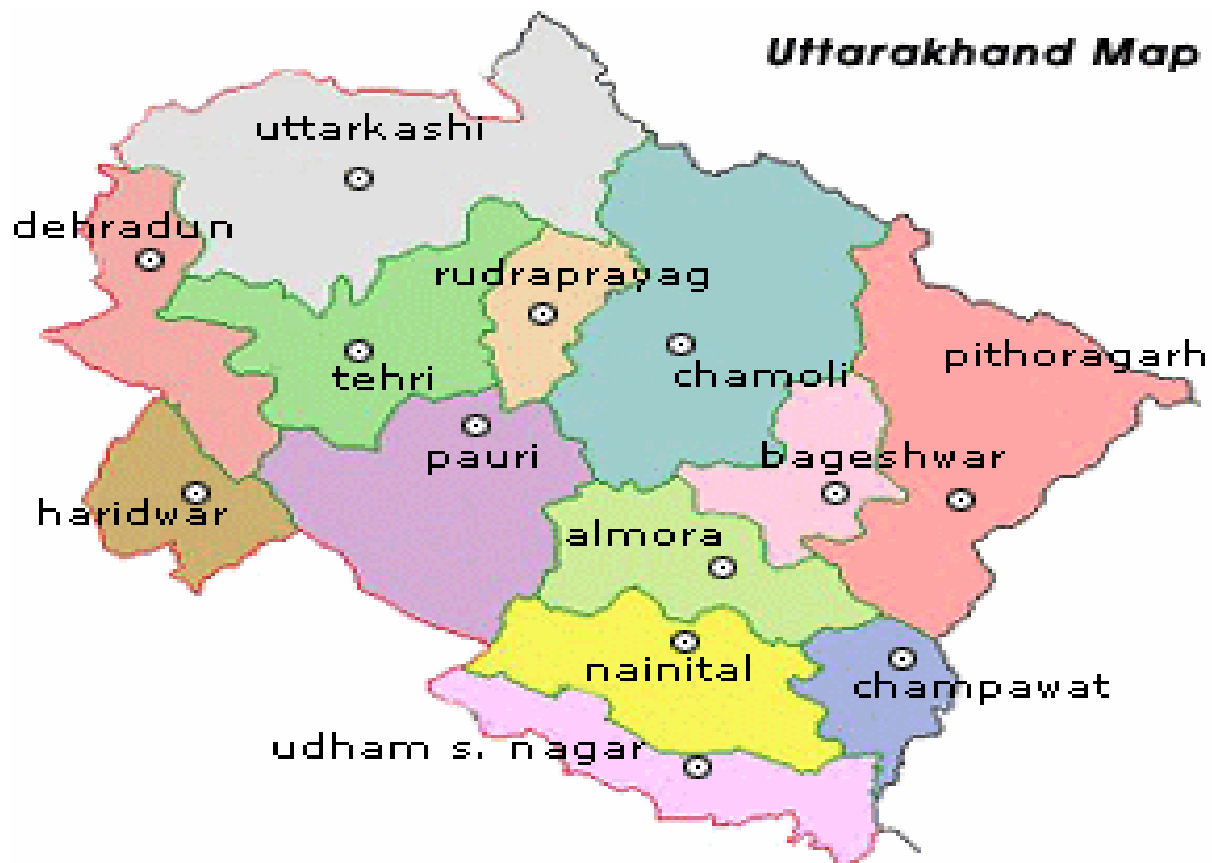 Uttarakhand Map
uttarkashi
dehradun
rudraprayag
pithoragarh
tehri
chamoli
pauri
bageshwar
haridwar
almora
nainital
champawat
udham s. nagar